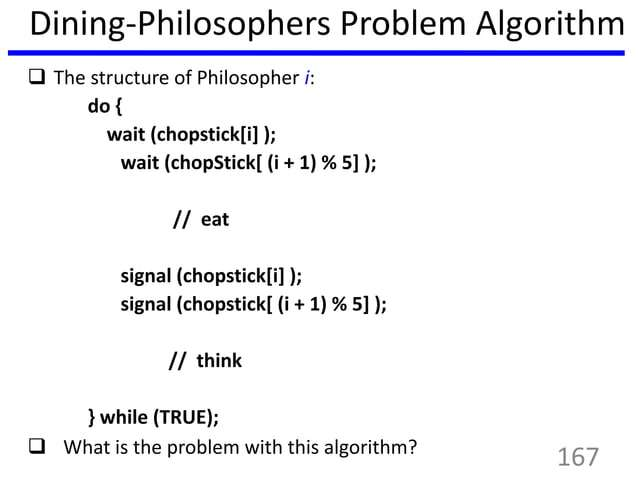 Dining-Philosophers Problem Algorithm
❑ The structure of Philosopher i:
do {
wait (chopstick[i] );
wait (chopStick[ (i + 1) % 5] );
// eat
signal (chopstick[i] );
signal (chopstick[ (i + 1) % 5] );
// think
} while (TRUE);
❑ What is the problem with this algorithm?
167